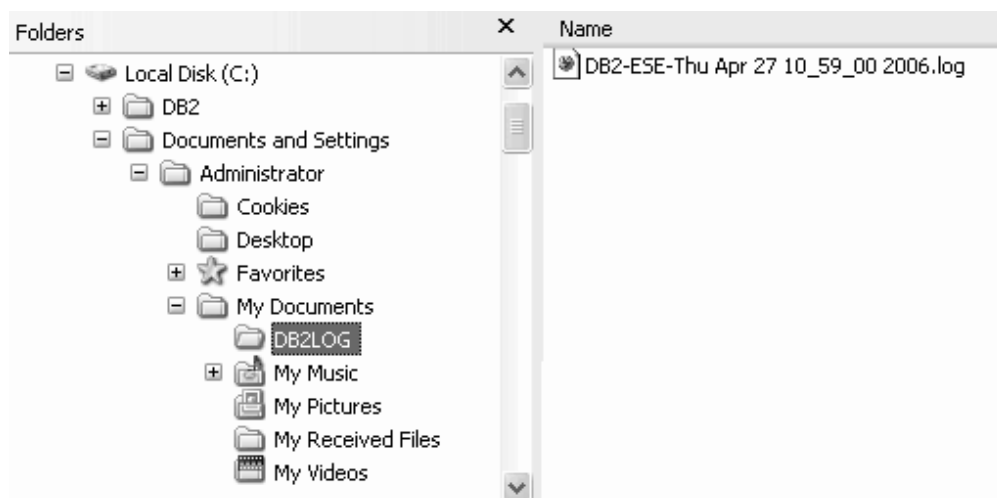 Folders
Local Disk (C:)
DB2
Documents and Settings
Administrator
Cookies
Desktop
Favorites
My Documents
DB2LOG
My Music
My Pictures
My Received Files
My Videos
Name
DB2-ESE-Thu Apr 27 10_59_00 2006.log